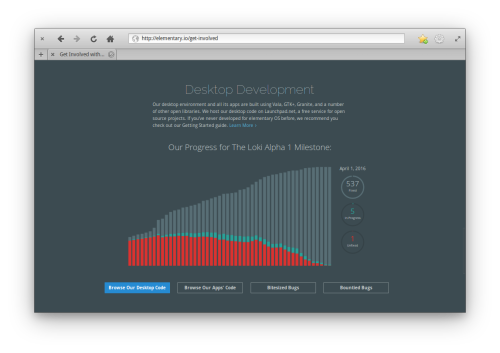 http://elementary.io/get-involved
Get Involved with...
Desktop Development
Our desktop environment and all its apps are built using Vala, GTK+, Granite, and a number
of other open libraries. We host our desktop code on Launchpad.net, a free service for open
source projects. If you've never developed for elementary OS before, we recommend you
check out our Getting Started guide. Learn More ›
Our Progress for The Loki Alpha 1 Milestone:
April 1, 2016
537
Fixed
5
In Progress
1
Browse Our Desktop Code
Browse Our Apps' Code
Bitesized Bugs
Bountied Bugs